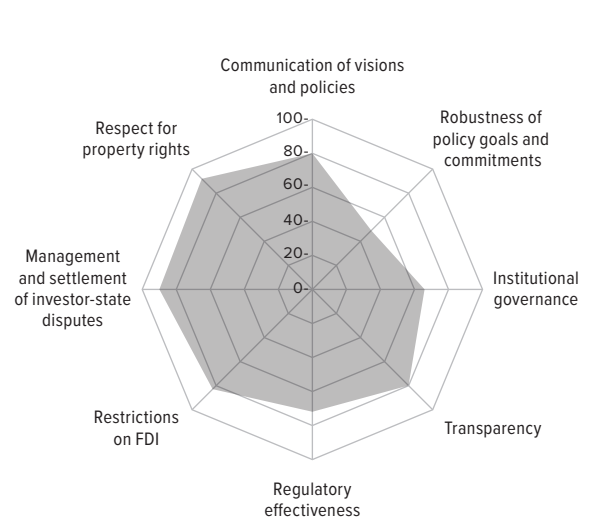 Communication of visions
and policies
Robustness of
policy goals and
commitments
Respect for
property rights
100-
80-
60-
40-
20-
0-
Management
and settlement
of investor-state
disputes
Institutional
governance
Restrictions
on FDI
Transparency
Regulatory
effectiveness